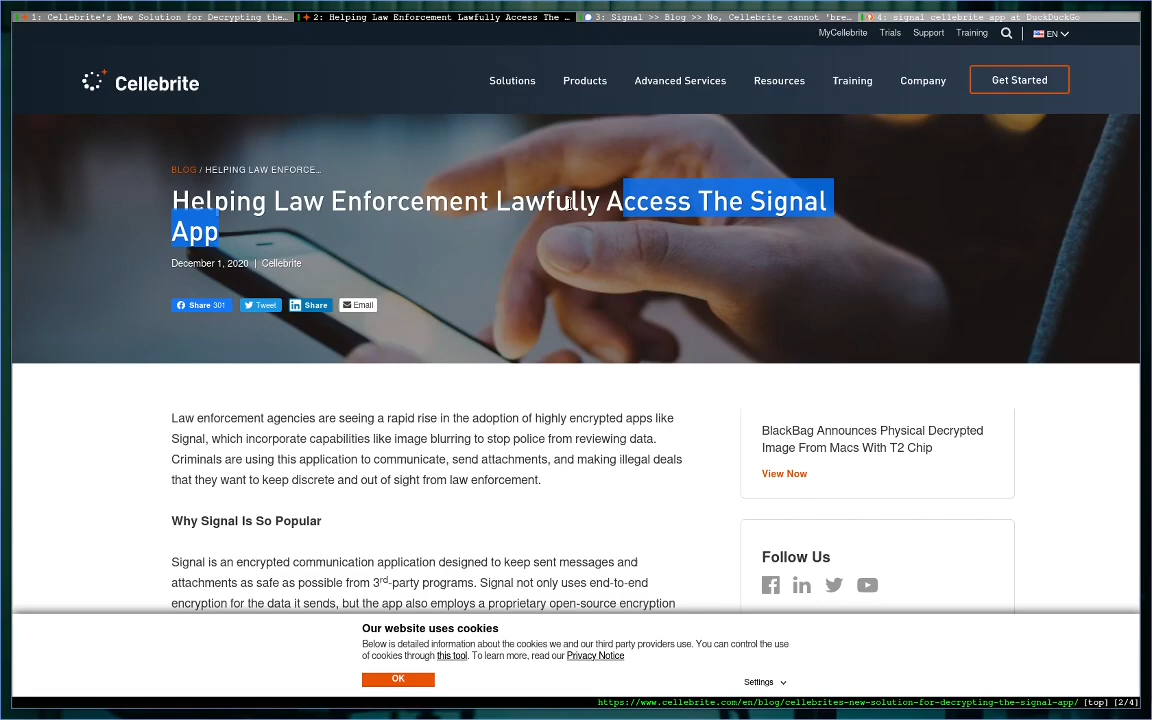 1: Cellebrite's New Solution for Decrypting the…
2: Helping Law Enforcement Lawfully Access The …
3: Signal >> Blog >> No, Cellebrite cannot 'bre…
4: signal cellebrite app at DuckDuckGo
MyCellebrite Trials Support Training EN
Cellebrite
Solutions Products Advanced Services Resources Training Company Get Started
BLOG / HELPING LAW ENFORCE…
Helping Law Enforcement Lawfully Access The Signal
App
December 1, 2020 | Cellebrite
Share 301 Tweet Share Email
Law enforcement agencies are seeing a rapid rise in the adoption of highly encrypted apps like
Signal, which incorporate capabilities like image blurring to stop police from reviewing data.
Criminals are using this application to communicate, send attachments, and making illegal deals
that they want to keep discrete and out of sight from law enforcement.
Why Signal Is So Popular
Signal is an encrypted communication application designed to keep sent messages and
attachments as safe as possible from 3rd-party programs. Signal not only uses end-to-end
encryption for the data it sends, but the app also employs a proprietary open-source encryption
BlackBag Announces Physical Decrypted
Image From Macs With T2 Chip
View Now
Follow Us
Our website uses cookies
Below is detailed information about the cookies we and our third party providers use. You can control the use
of cookies through this tool. To learn more, read our Privacy Notice
OK
Settings
https://www.cellebrite.com/en/blog/cellebrites-new-solution-for-decrypting-the-signal-app/ [top] [2/4]